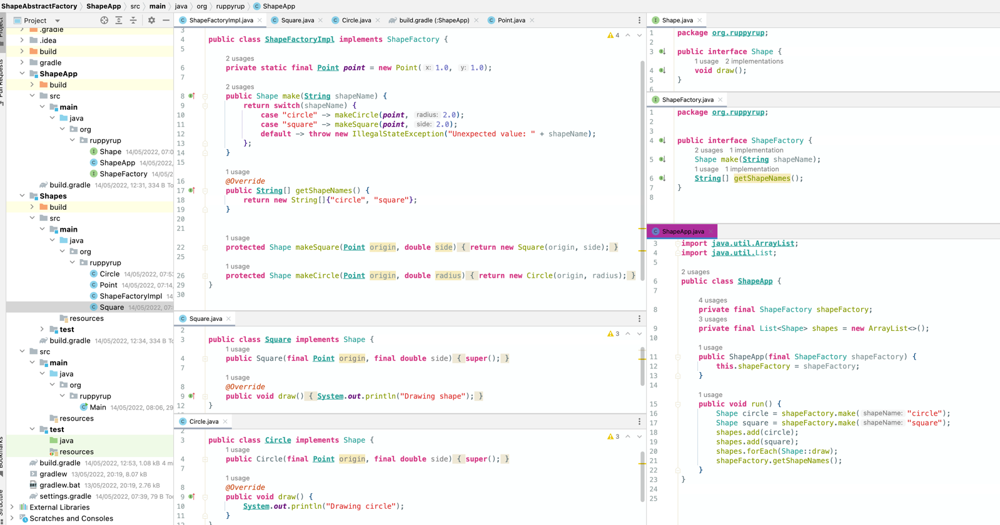 ShapeAbstractFactory › ShapeApp › src › main › java › org › ruppyrup › ShapeApp
Project
.gradle
.idea
build
gradle
ShapeApp
build
src
main
java
org
ruppyrup
Shape 14/05/2022, 07:0
ShapeApp 14/05/2022,
ShapeFactory 14/05/2
build.gradle 14/05/2022, 12:31, 334 B To
Shapes
build
src
main
java
org
ruppyrup
Circle 14/05/2022, 07:53
Point 14/05/2022, 07:14,
ShapeFactoryImpl 14
Square 14/05/2022, 07:
resources
test
build.gradle 14/05/2022, 12:34, 334 B To
src
main
java
org
ruppyrup
Main 14/05/2022, 08:06, 29
resources
test
java
resources
build.gradle 14/05/2022, 12:53, 1.08 kB 4 mi
gradlew 13/05/2022, 20:19, 8.07 kB
gradlew.bat 13/05/2022, 20:19, 2.76 kB
settings.gradle 14/05/2022, 07:39, 79 B To
External Libraries
Scratches and Consoles
Project
Pull Requests
Bookmarks
Structure
ShapeFactoryImpl.java Square.java Circle.java build.gradle (:ShapeApp) Point.java
4
3
4 public class ShapeFactoryImpl implements ShapeFactory {
5
2 usages
6 private static final Point point = new Point( x: 1.0, y: 1.0);
7
2 usages
8 public Shape make(String shapeName) {
9 return switch(shapeName) {
10 case "circle" -> makeCircle(point, radius: 2.0);
11 case "square" -> makeSquare(point, side: 2.0);
12 default -> throw new IllegalStateException("Unexpected value: " + shapeName);
13 };
14 }
15
1 usage
16 @Override
17 public String[] getShapeNames() {
18 return new String[]{"circle", "square"};
19 }
20
21
1 usage
22 protected Shape makeSquare(Point origin, double side) { return new Square(origin, side); }
25
1 usage
26 protected Shape makeCircle(Point origin, double radius) { return new Circle(origin, radius); }
29 }
30
Square.java
3
2
3 public class Square implements Shape {
1 usage
4 public Square(final Point origin, final double side) { super(); }
7
1 usage
8 @Override
9 public void draw() { System.out.println("Drawing shape"); }
12 }
Circle.java
3
2
3 public class Circle implements Shape {
1 usage
4 public Circle(final Point origin, final double side) { super(); }
7
1 usage
8 @Override
9 public void draw() {
10 System.out.println("Drawing circle");
11 }
12 }
Shape.java
1 package org.ruppyrup;
2
3 public interface Shape {
1 usage 2 implementations
4 void draw();
5 }
6
ShapeFactory.java
1 package org.ruppyrup;
2
3
4 public interface ShapeFactory {
2 usages 1 implementation
5 Shape make(String shapeName);
1 usage 1 implementation
6 String[] getShapeNames();
7 }
8
ShapeApp.java
3 import java.util.ArrayList;
4 import java.util.List;
5
2 usages
6 public class ShapeApp {
7
4 usages
8 private final ShapeFactory shapeFactory;
3 usages
9 private final List<Shape> shapes = new ArrayList<>();
10
1 usage
11 public ShapeApp(final ShapeFactory shapeFactory) {
12 this.shapeFactory = shapeFactory;
13 }
14
1 usage
15 public void run() {
16 Shape circle = shapeFactory.make( shapeName: "circle");
17 Shape square = shapeFactory.make( shapeName: "square");
18 shapes.add(circle);
19 shapes.add(square);
20 shapes.forEach(Shape::draw);
21 shapeFactory.getShapeNames();
22 }
23 }
24
25